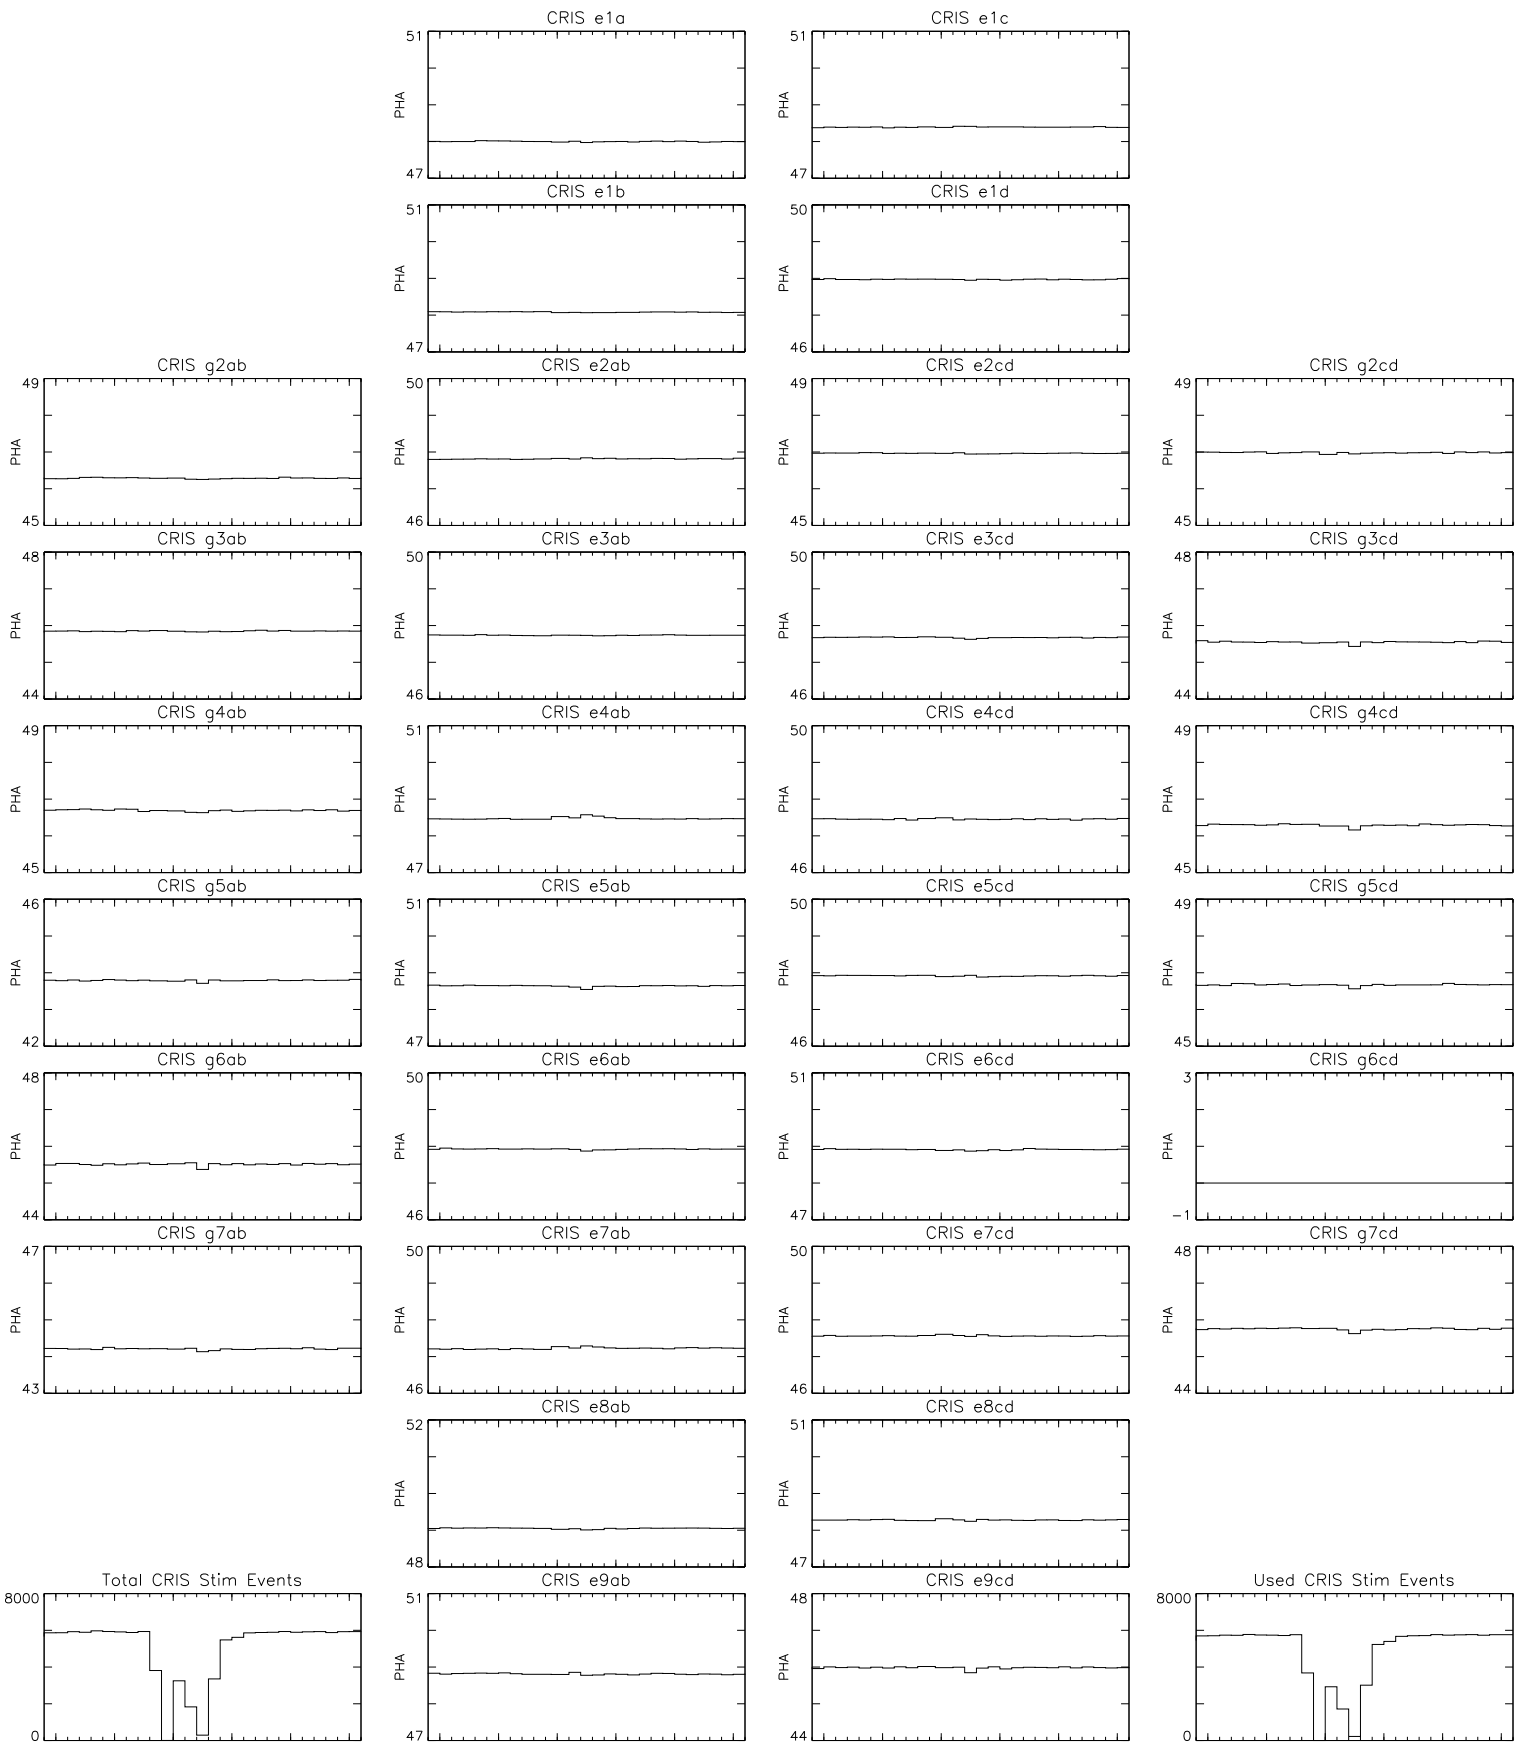 CRIS e1a
CRIS e1c
51
PHA
47
51
PHA
47
CRIS e1b
CRIS e1d
51
PHA
47
50
PHA
46
CRIS g2ab
CRIS e2ab
CRIS e2cd
CRIS g2cd
49
PHA
45
50
PHA
46
49
PHA
45
49
PHA
45
CRIS g3ab
CRIS e3ab
CRIS e3cd
CRIS g3cd
48
PHA
44
50
PHA
46
50
PHA
46
48
PHA
44
CRIS g4ab
CRIS e4ab
CRIS e4cd
CRIS g4cd
49
PHA
45
51
PHA
47
50
PHA
46
49
PHA
45
CRIS g5ab
CRIS e5ab
CRIS e5cd
CRIS g5cd
46
PHA
42
51
PHA
47
50
PHA
46
49
PHA
45
CRIS g6ab
CRIS e6ab
CRIS e6cd
CRIS g6cd
48
PHA
44
50
PHA
46
51
PHA
47
3
PHA
-1
CRIS g7ab
CRIS e7ab
CRIS e7cd
CRIS g7cd
47
PHA
43
50
PHA
46
50
PHA
46
48
PHA
44
CRIS e8ab
CRIS e8cd
52
PHA
48
51
PHA
47
Total CRIS Stim Events
CRIS e9ab
CRIS e9cd
Used CRIS Stim Events
8000
0
51
PHA
47
48
PHA
44
8000
0